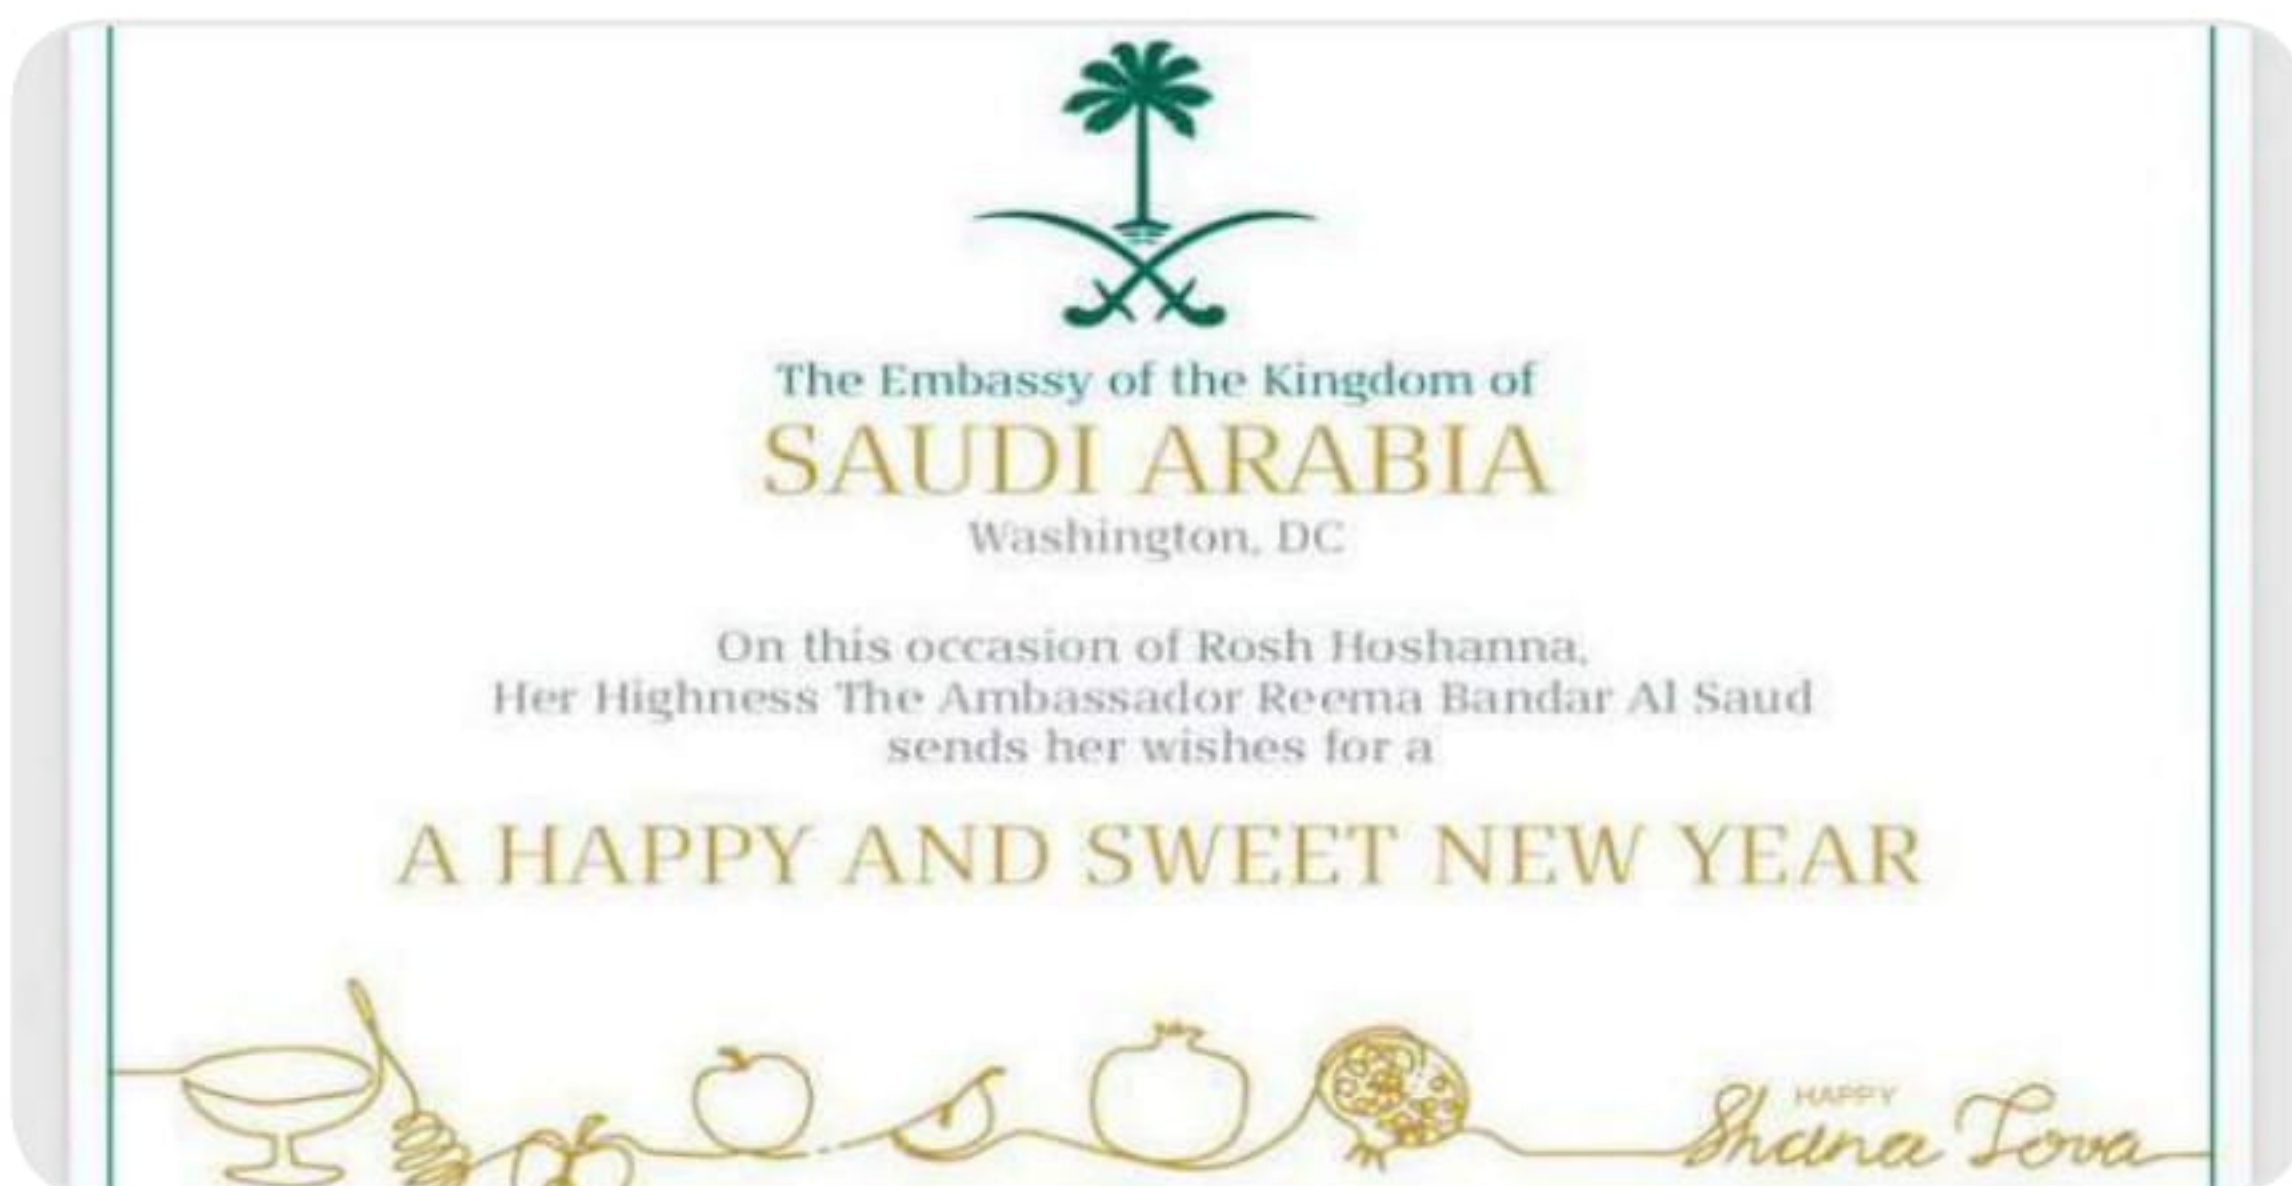 The Embassy of the Kingdom of
SAUDI ARABIA
Washington, DC
On this occasion of Rosh Hoshanna,
Her Highness The Ambassador Reema Bandar Al Saud
sends her wishes for a
A HAPPY AND SWEET NEW YEAR
HAPPY
Shana Tova